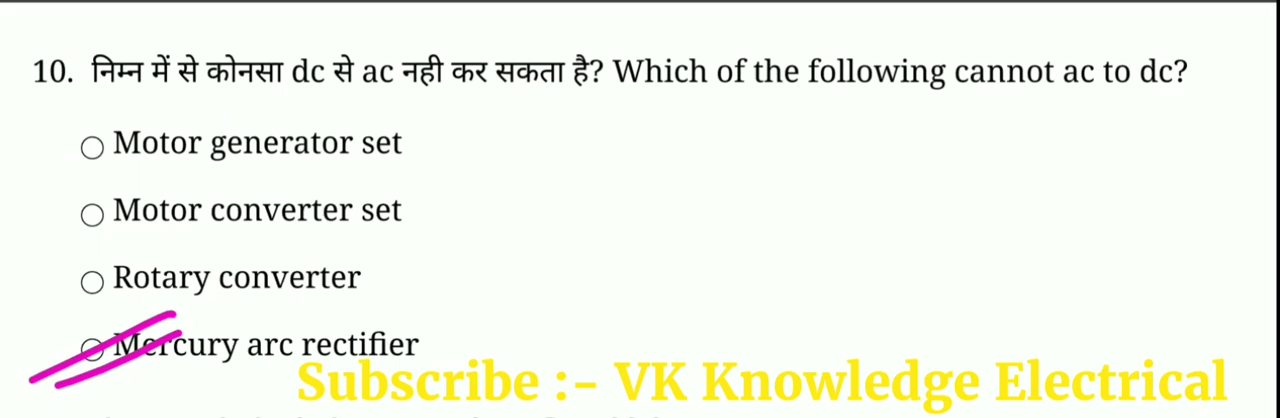 10. निम्न में से कोनसा dc से ac नही कर सकता है? Which of the following cannot ac to dc?
Motor generator set
Motor converter set
Rotary converter
Mercury arc rectifier
Subscribe :- VK Knowledge Electrical